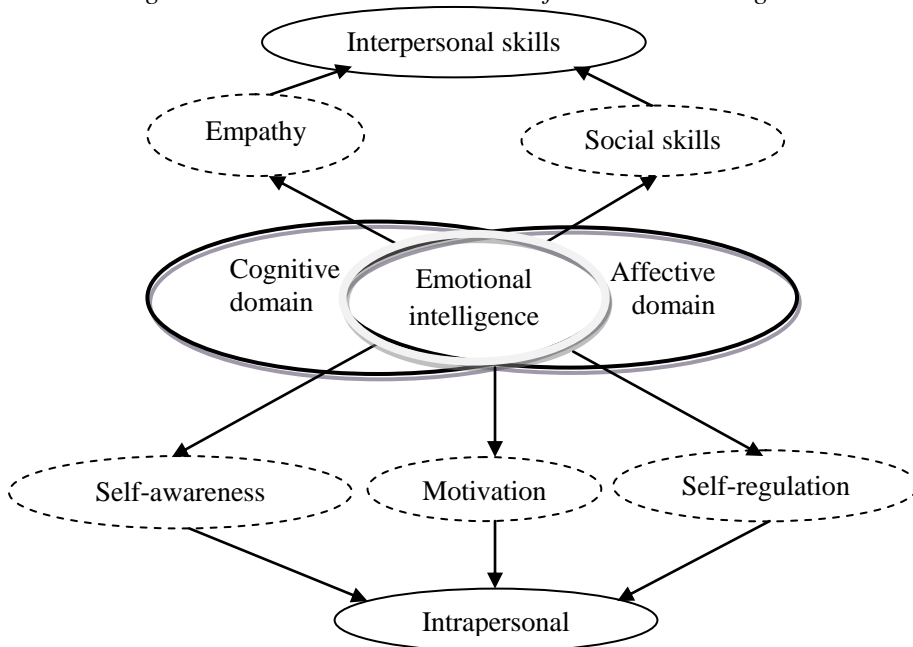 Interpersonal skills
Empathy
Social skills
Cognitive
domain
Emotional
intelligence
Affective
domain
Self-awareness
Motivation
Self-regulation
Intrapersonal